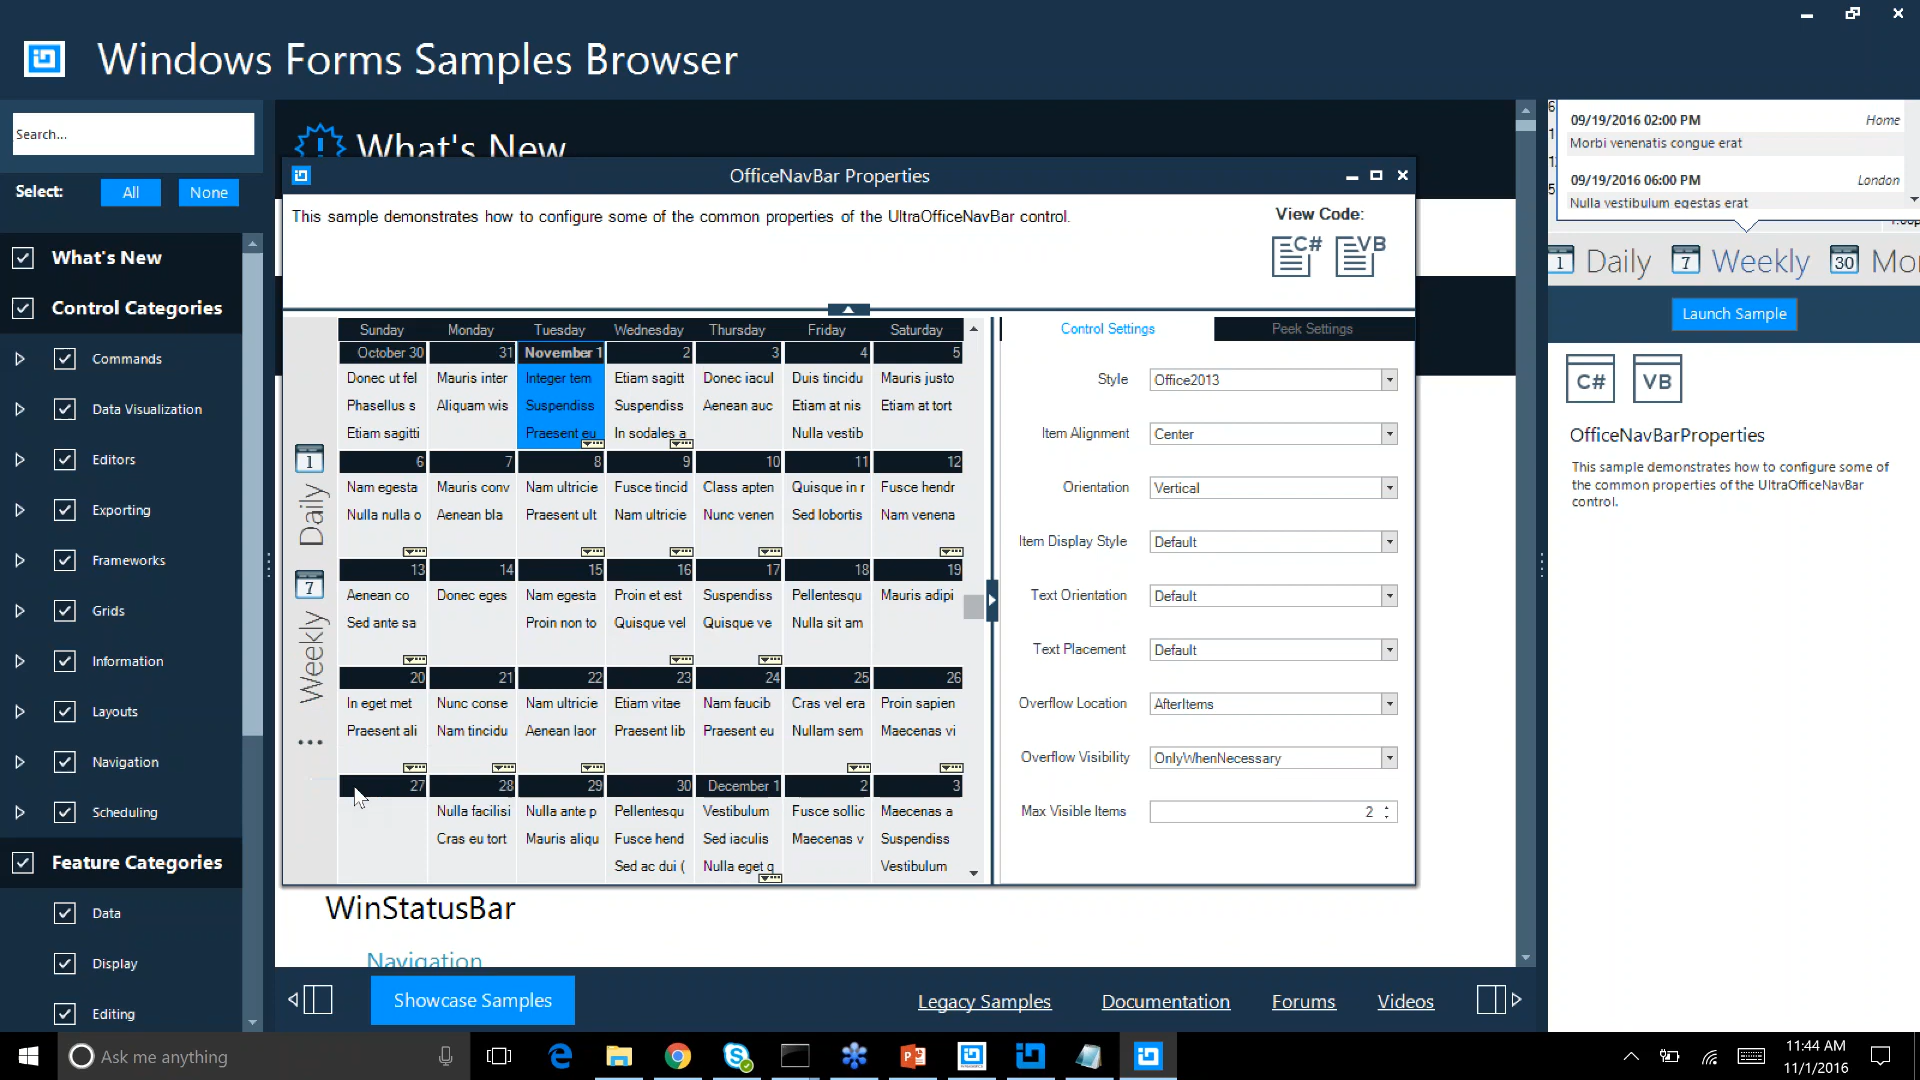 Windows Forms Samples Browser
Search...
Select: All None
What's New
Control Categories
Commands
Data Visualization
Editors
Exporting
Frameworks
Grids
Information
Layouts
Navigation
Scheduling
Feature Categories
Data
Display
Editing
What's New
OfficeNavBar Properties
This sample demonstrates how to configure some of the common properties of the UltraOfficeNavBar control.
View Code:
C# VB
1 Daily
7 Weekly
...
Sunday Monday Tuesday Wednesday Thursday Friday Saturday
October 30 31 November 1 2 3 4 5
Donec ut fel Mauris inter Integer tem Etiam sagitt Donec iacul Duis tincidu Mauris justo
Phasellus s Aliquam wis Suspendiss Suspendiss Aenean auc Etiam at nis Etiam at tort
Etiam sagitti Praesent eu In sodales a Nulla vestib
6 7 8 9 10 11 12
Nam egesta Mauris conv Nam ultricie Fusce tincid Class apten Quisque in r Fusce hendr
Nulla nulla o Aenean bla Praesent ult Nam ultricie Nunc venen Sed lobortis Nam venena
13 14 15 16 17 18 19
Aenean co Donec eges Nam egesta Proin et est Suspendiss Pellentesqu Mauris adipi
Sed ante sa Proin non to Quisque vel Quisque ve Nulla sit am
20 21 22 23 24 25 26
In eget met Nunc conse Nam ultricie Etiam vitae Nam faucib Cras vel era Proin sapien
Praesent ali Nam tincidu Aenean laor Praesent lib Praesent eu Nullam sem Maecenas vi
27 28 29 30 December 1 2 3
Nulla facilisi Nulla ante p Pellentesqu Vestibulum Fusce sollic Maecenas a
Cras eu tort Mauris aliqu Fusce hend Sed iaculis Maecenas v Suspendiss
Sed ac dui ( Nulla eget q Vestibulum
Control Settings Peek Settings
Style Office2013
Item Alignment Center
Orientation Vertical
Item Display Style Default
Text Orientation Default
Text Placement Default
Overflow Location AfterItems
Overflow Visibility OnlyWhenNecessary
Max Visible Items 2
WinStatusBar
Navigation
Showcase Samples
Legacy Samples Documentation Forums Videos
09/19/2016 02:00 PM Home
Morbi venenatis congue erat
09/19/2016 06:00 PM London
Nulla vestibulum egestas erat
1 Daily 7 Weekly 30 Mon
Launch Sample
C# VB
OfficeNavBarProperties
This sample demonstrates how to configure some of
the common properties of the UltraOfficeNavBar
control.
Ask me anything
11:44 AM
11/1/2016